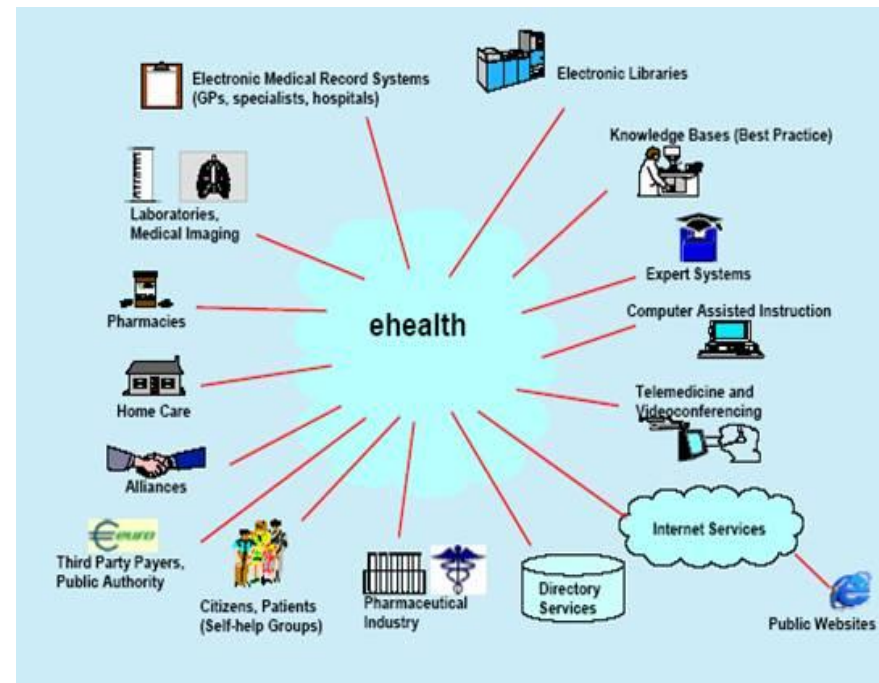 Electronic Medical Record Systems
(GPs, specialists, hospitals)
Electronic Libraries
Knowledge Bases (Best Practice)
Laboratories,
Medical Imaging
Expert Systems
Pharmacies
ehealth
Computer Assisted Instruction
Home Care
Telemedicine and
Videoconferencing
Alliances
euro
Third Party Payers,
Public Authority
Citizens, Patients
(Self-help Groups)
Pharmaceutical
Industry
Directory
Services
Internet Services
Public Websites